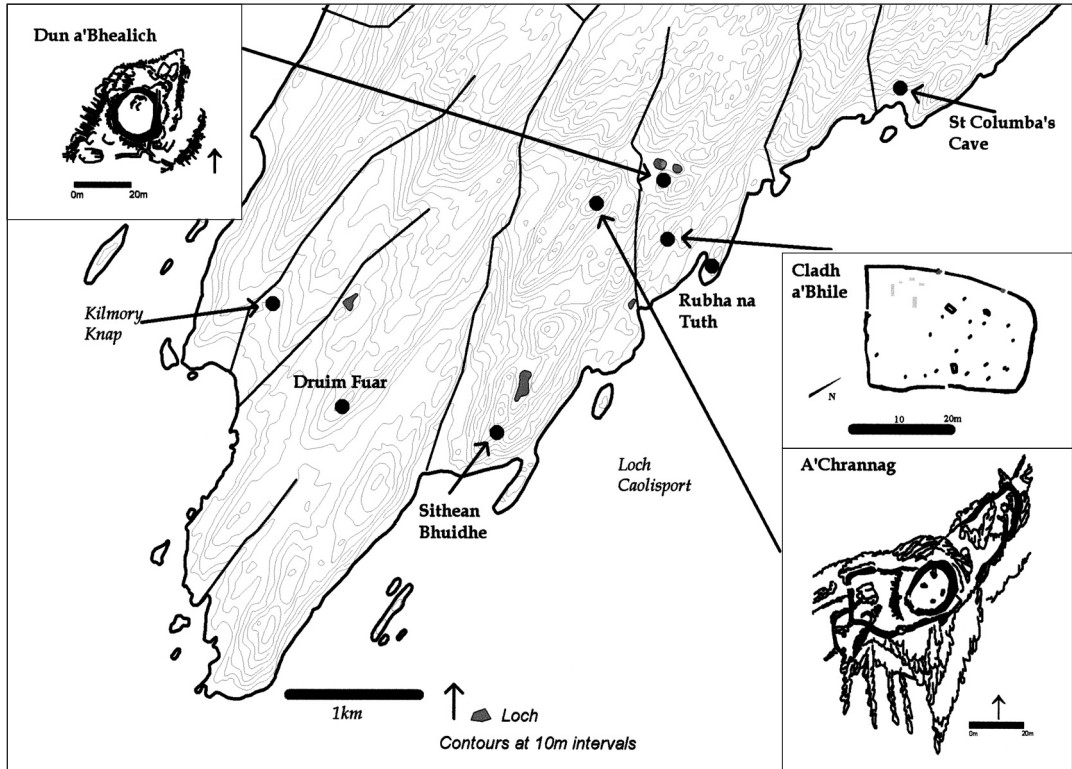 Dun a'Bhealich
0m 20m
St Columba's
Cave
Kilmory
Knap
Rubha na
Tuth
Cladh
a'Bhile
N
10 20m
Druim Fuar
Loch
Caolisport
A'Chrannag
Sithean
Bhuidhe
1km
Loch
Contours at 10m intervals
0m 20m